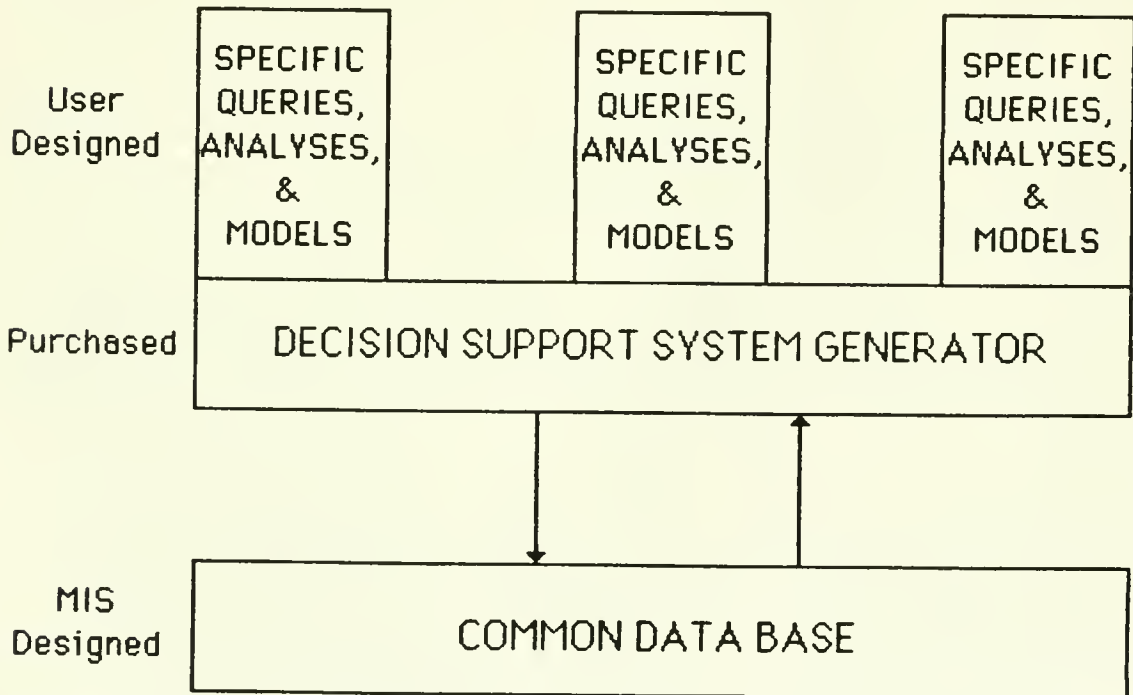 User
Designed
SPECIFIC
QUERIES,
ANALYSES,
&
MODELS
SPECIFIC
QUERIES,
ANALYSES,
&
MODELS
SPECIFIC
QUERIES,
ANALYSES,
&
MODELS
Purchased
DECISION SUPPORT SYSTEM GENERATOR
MIS
Designed
COMMON DATA BASE